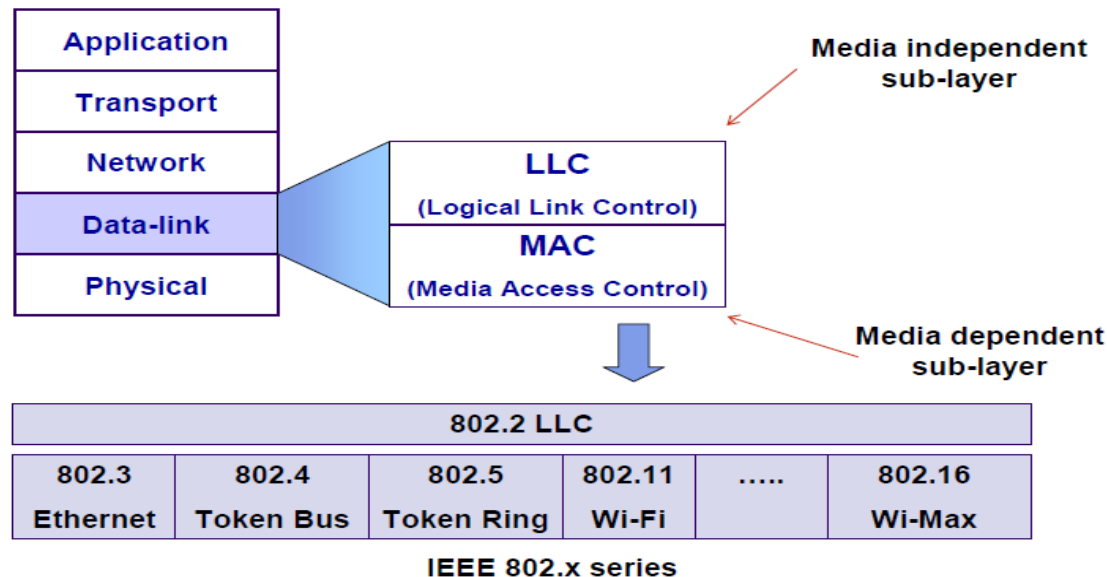 Application
Transport
Network
Data-link
Physical
Media independent
sub-layer
LLC
(Logical Link Control)
MAC
(Media Access Control)
Media dependent
sub-layer
802.2 LLC
802.3 802.4 802.5 802.11 ..... 802.16
Ethernet Token Bus Token Ring Wi-Fi Wi-Max
IEEE 802.x series